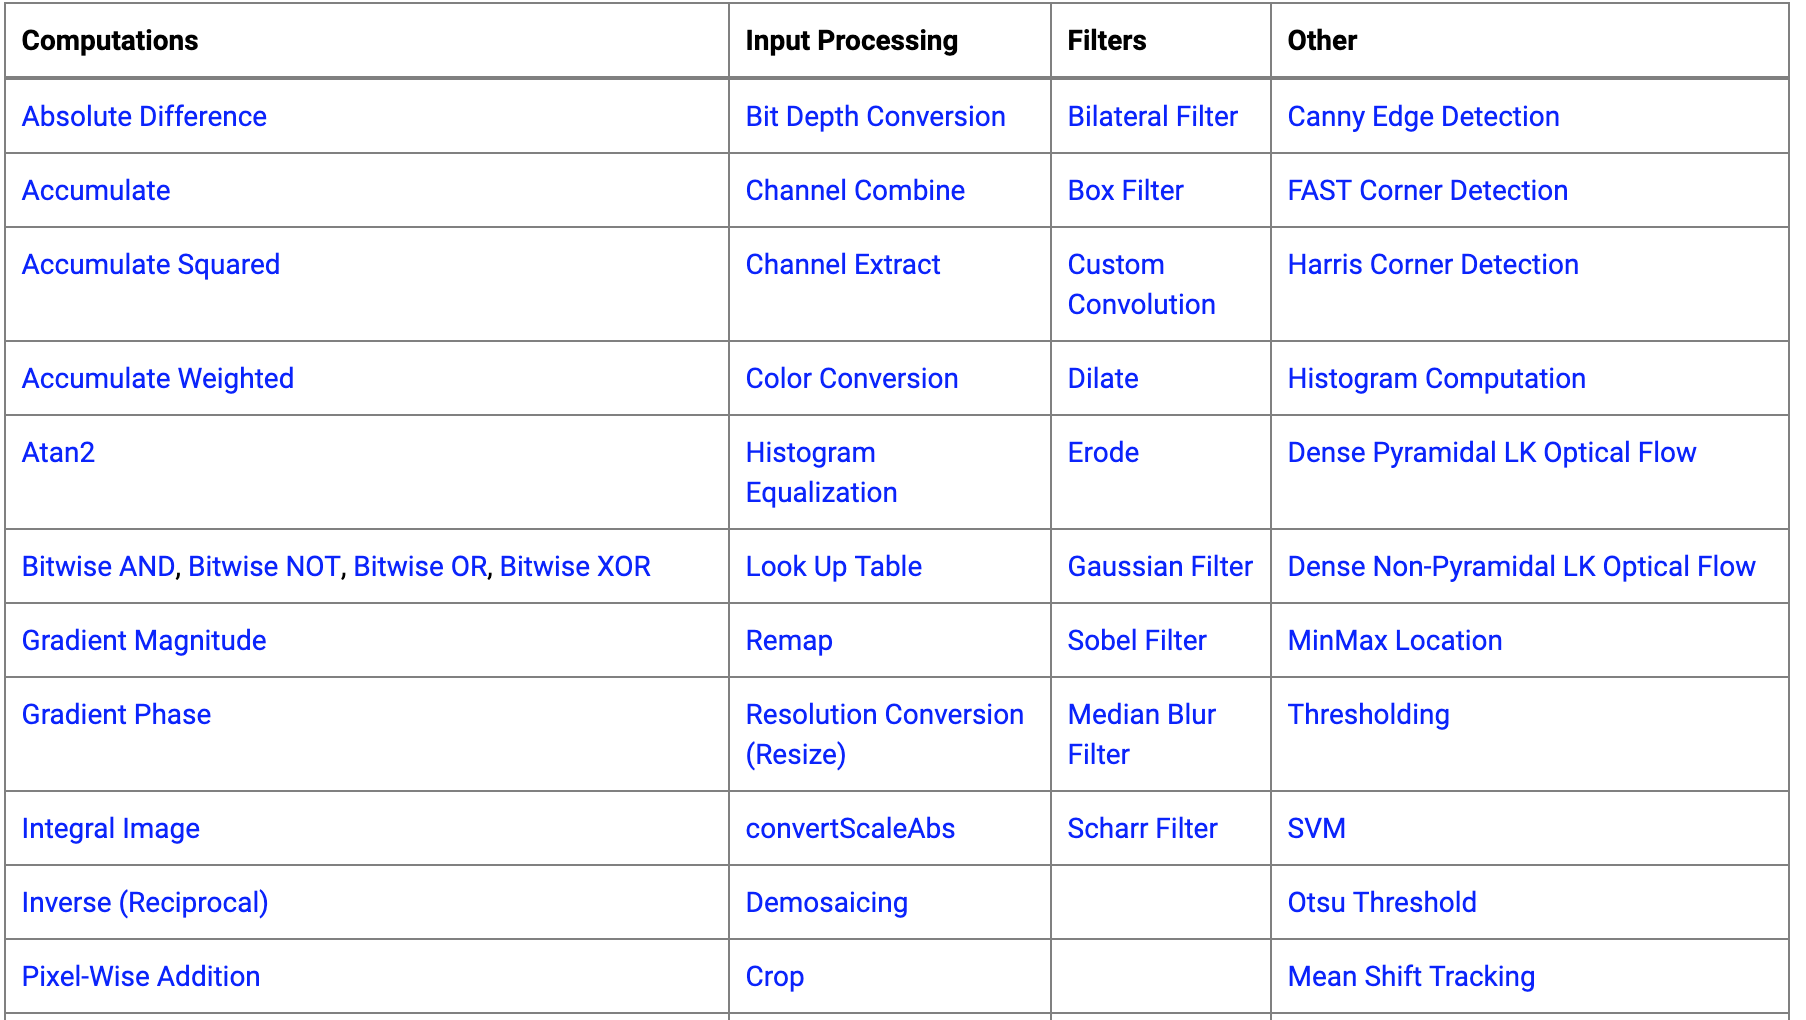 Computations Input Processing Filters Other
Absolute Difference Bit Depth Conversion Bilateral Filter Canny Edge Detection
Accumulate Channel Combine Box Filter FAST Corner Detection
Accumulate Squared Channel Extract Custom Harris Corner Detection
Convolution
Accumulate Weighted Color Conversion Dilate Histogram Computation
Atan2 Histogram Erode Dense Pyramidal LK Optical Flow
Equalization
Bitwise AND, Bitwise NOT, Bitwise OR, Bitwise XOR Look Up Table Gaussian Filter Dense Non-Pyramidal LK Optical Flow
Gradient Magnitude Remap Sobel Filter MinMax Location
Gradient Phase Resolution Conversion Median Blur Thresholding
(Resize) Filter
Integral Image convertScaleAbs Scharr Filter SVM
Inverse (Reciprocal) Demosaicing Otsu Threshold
Pixel-Wise Addition Crop Mean Shift Tracking